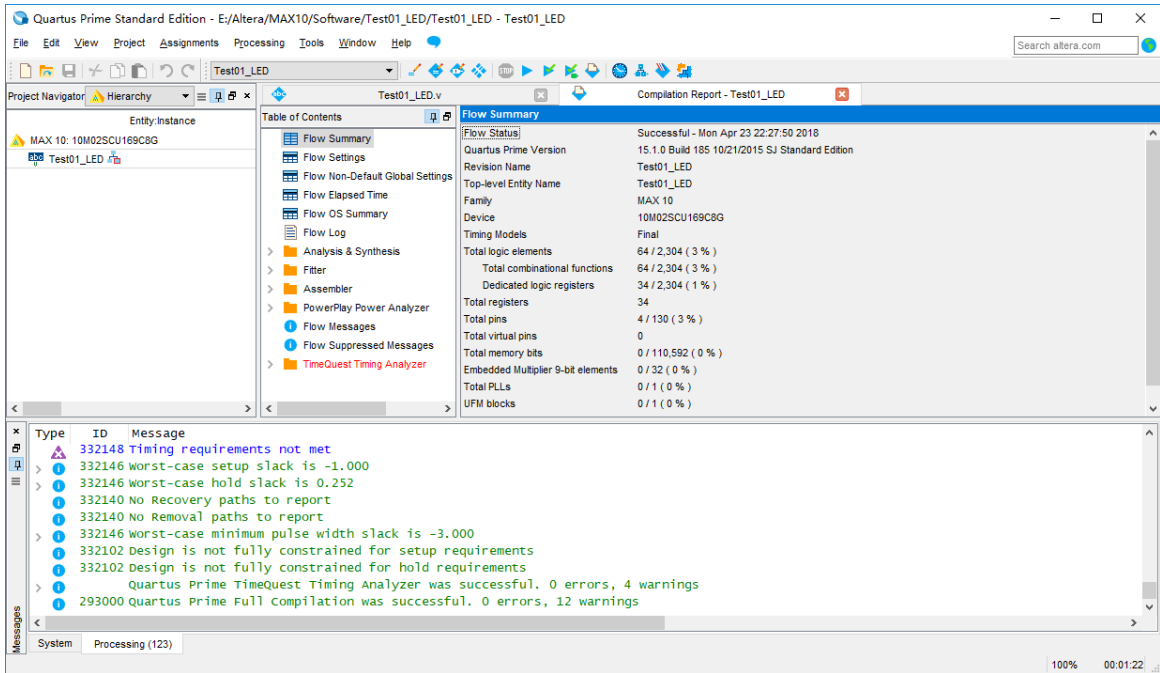 Quartus Prime Standard Edition - E:/Altera/MAX10/Software/Test01_LED/Test01_LED - Test01_LED
File Edit View Project Assignments Processing Tools Window Help
Search altera.com
Test01_LED
Project Navigator Hierarchy
Entity:Instance
MAX 10: 10M02SCU169C8G
abc Test01_LED
abc Test01_LED.v
Compilation Report - Test01_LED
Table of Contents
Flow Summary
Flow Settings
Flow Non-Default Global Settings
Flow Elapsed Time
Flow OS Summary
Flow Log
Analysis & Synthesis
Fitter
Assembler
PowerPlay Power Analyzer
Flow Messages
Flow Suppressed Messages
TimeQuest Timing Analyzer
Flow Summary
Flow Status Successful - Mon Apr 23 22:27:50 2018
Quartus Prime Version 15.1.0 Build 185 10/21/2015 SJ Standard Edition
Revision Name Test01_LED
Top-level Entity Name Test01_LED
Family MAX 10
Device 10M02SCU169C8G
Timing Models Final
Total logic elements 64 / 2,304 ( 3 % )
Total combinational functions 64 / 2,304 ( 3 % )
Dedicated logic registers 34 / 2,304 ( 1 % )
Total registers 34
Total pins 4 / 130 ( 3 % )
Total virtual pins 0
Total memory bits 0 / 110,592 ( 0 % )
Embedded Multiplier 9-bit elements 0 / 32 ( 0 % )
Total PLLs 0 / 1 ( 0 % )
UFM blocks 0 / 1 ( 0 % )
Type ID Message
332148 Timing requirements not met
332146 Worst-case setup slack is -1.000
332146 Worst-case hold slack is 0.252
332140 No Recovery paths to report
332140 No Removal paths to report
332146 Worst-case minimum pulse width slack is -3.000
332102 Design is not fully constrained for setup requirements
332102 Design is not fully constrained for hold requirements
Quartus Prime TimeQuest Timing Analyzer was successful. 0 errors, 4 warnings
293000 Quartus Prime Full Compilation was successful. 0 errors, 12 warnings
Messages
System Processing (123)
100% 00:01:22